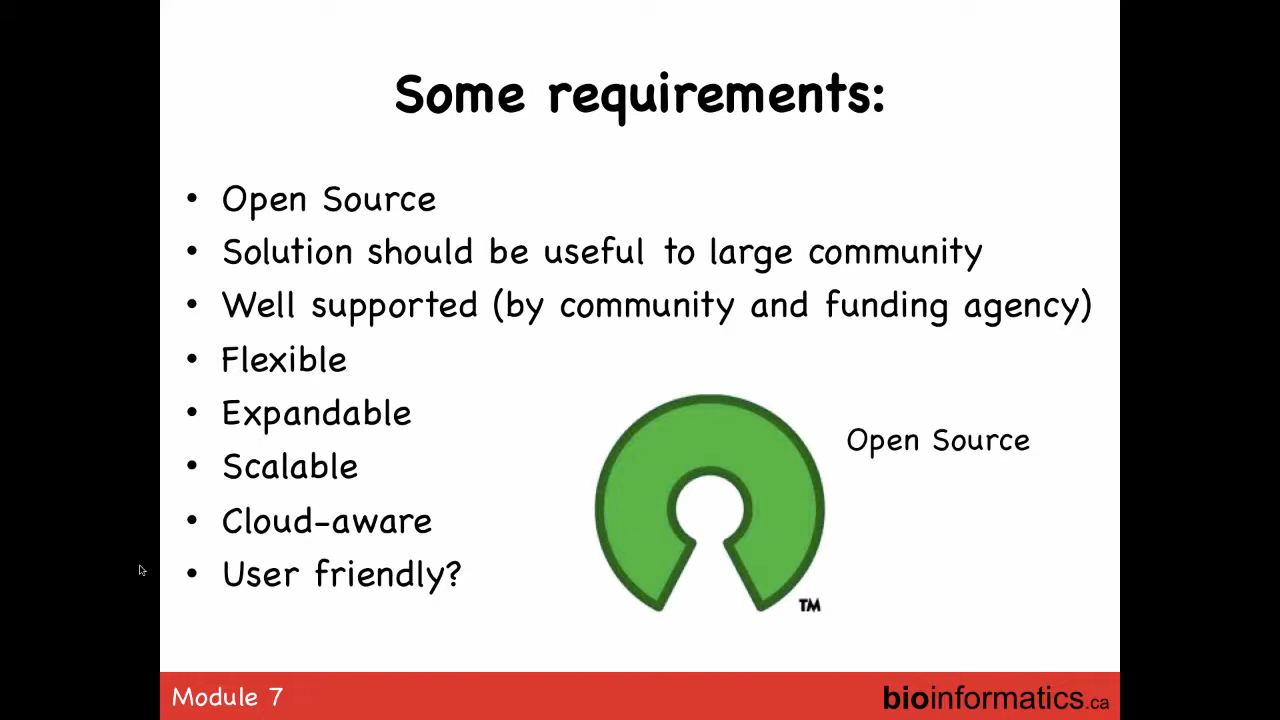 Some requirements:
• Open Source
• Solution should be useful to large community
• Well supported (by community and funding agency)
• Flexible
• Expandable
• Scalable
• Cloud-aware
• User friendly?
Open Source
TM
Module 7
bioinformatics.ca